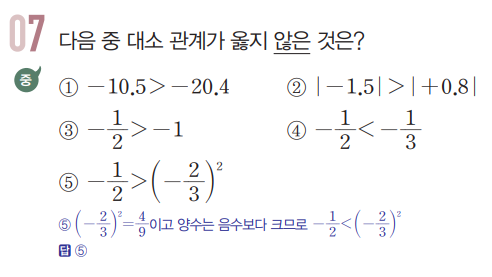 07 다음 중 대소 관계가 옳지 않은 것은?
중
① −10.5>−20.4 ② |−1.5|>|+0.8|
③ −1/2>−1 ④ −1/2<−1/3
⑤ −1/2>(−2/3)²
⑤ (−2/3)²=4/9이고 양수는 음수보다 크므로 −1/2<(−2/3)²
답 ⑤